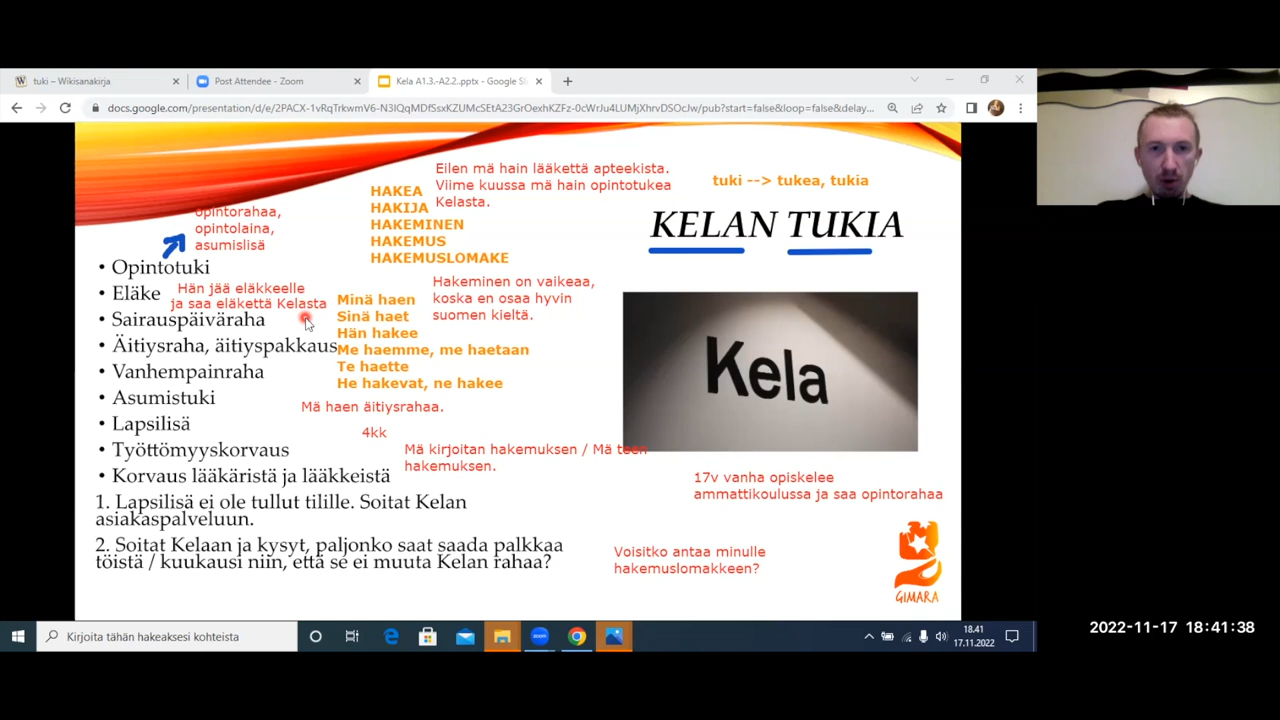 tuki – Wikisanakirja
Post Attendee - Zoom
Kela A1.3.-A2.2..pptx - Google Sl
docs.google.com/presentation/d/e/2PACX-1vRqTrkwmV6-N3IQqMDfSsxKZUMcSEtA23GrOexhKZFz-0cWrJu4LUMjXhrvDSOcJw/pub?start=false&loop=false&delay...
Eilen mä hain lääkettä apteekista.
Viime kuussa mä hain opintotukea
Kelasta.
tuki --> tukea, tukia
HAKEA
HAKIJA
HAKEMINEN
HAKEMUS
HAKEMUSLOMAKE
KELAN TUKIA
opintorahaa,
opintolaina,
asumislisä
• Opintotuki
• Eläke
Hän jää eläkkeelle
ja saa eläkettä Kelasta
• Sairauspäiväraha
• Äitiysraha, äitiyspakkaus
• Vanhempainraha
• Asumistuki
• Lapsilisä
• Työttömyyskorvaus
• Korvaus lääkäristä ja lääkkeistä
Hakeminen on vaikeaa,
koska en osaa hyvin
suomen kieltä.
Minä haen
Sinä haet
Hän hakee
Me haemme, me haetaan
Te haette
He hakevat, ne hakee
Mä haen äitiysrahaa.
4kk
Mä kirjoitan hakemuksen / Mä teen
hakemuksen.
Kela
17v vanha opiskelee
ammattikoulussa ja saa opintorahaa
1. Lapsilisä ei ole tullut tilille. Soitat Kelan
asiakaspalveluun.
2. Soitat Kelaan ja kysyt, paljonko saat saada palkkaa
töistä / kuukausi niin, että se ei muuta Kelan rahaa?
Voisitko antaa minulle
hakemuslomakkeen?
GIMARA
Kirjoita tähän hakeaksesi kohteista
zoom
18.41
17.11.2022
2022-11-17 18:41:38